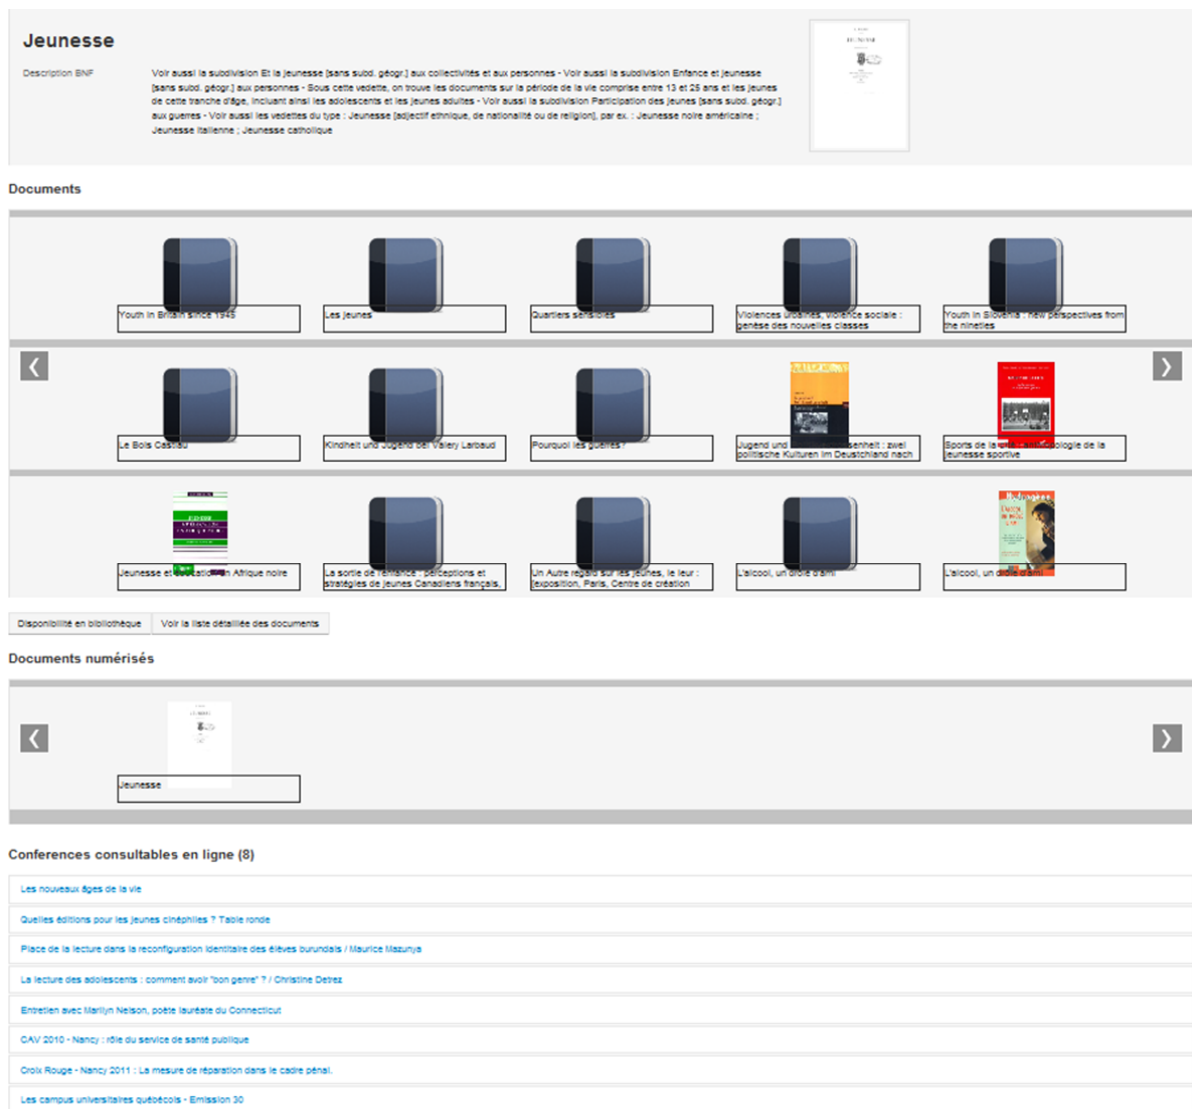 Jeunesse
Description BNF
Voir aussi la subdivision Et la jeunesse [sans subd. géogr.] aux collectivités et aux personnes - Voir aussi la subdivision Enfance et jeunesse
[sans subd. géogr.] aux personnes - Sous cette vedette, on trouve les documents sur la période de la vie comprise entre 13 et 25 ans et les jeunes
de cette tranche d'âge, incluant ainsi les adolescents et les jeunes adultes - Voir aussi la subdivision Participation des jeunes [sans subd. géogr.]
aux guerres - Voir aussi les vedettes du type : Jeunesse [adjectif ethnique, de nationalité ou de religion], par ex. : Jeunesse noire américaine ;
Jeunesse italienne ; Jeunesse catholique
Documents
Youth in Britain since 1945
Les jeunes
Quartiers sensibles
Violences urbaines, violence sociale :
genèse des nouvelles classes
Youth in Slovenia : new perspectives from
the nineties
Le Bois Castiau
Kindheit und Jugend bei Valery Larbaud
Pourquoi les guerres?
Jugend und ssenheit : zwei
politische Kulturen im Deustchland nach
Sports de la cité : anthropologie de la
jeunesse sportive
Jeunesse et éducation en Afrique noire
La sortie de l'enfance : perceptions et
stratégies de jeunes Canadiens français,
Un Autre regard sur les jeunes, le leur :
[exposition, Paris, Centre de création
L'alcool, un drôle d'ami
L'alcool, un drôle d'ami
Disponibilité en bibliothèque
Voir la liste détaillée des documents
Documents numérisés
Jeunesse
Conferences consultables en ligne (8)
Les nouveaux âges de la vie
Quelles éditions pour les jeunes cinéphiles ? Table ronde
Place de la lecture dans la reconfiguration identitaire des élèves burundais / Maurice Mazunya
La lecture des adolescents : comment avoir "bon genre" ? / Christine Detrez
Entretien avec Marilyn Nelson, poète lauréate du Connecticut
CAV 2010 - Nancy : rôle du service de santé publique
Croix Rouge - Nancy 2011 : La mesure de réparation dans le cadre pénal.
Les campus universitaires québécois - Emission 30